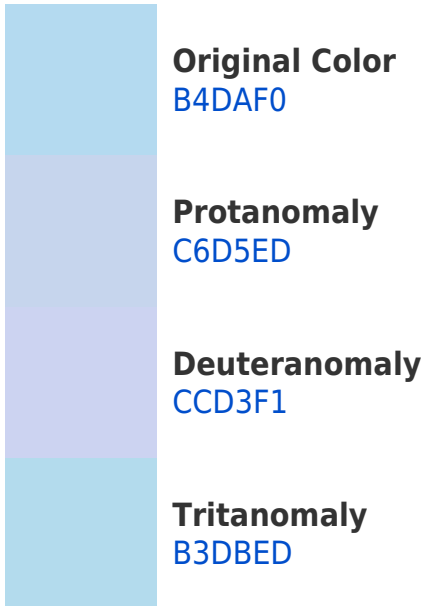 Original Color
B4DAF0
Protanomaly
C6D5ED
Deuteranomaly
CCD3F1
Tritanomaly
B3DBED